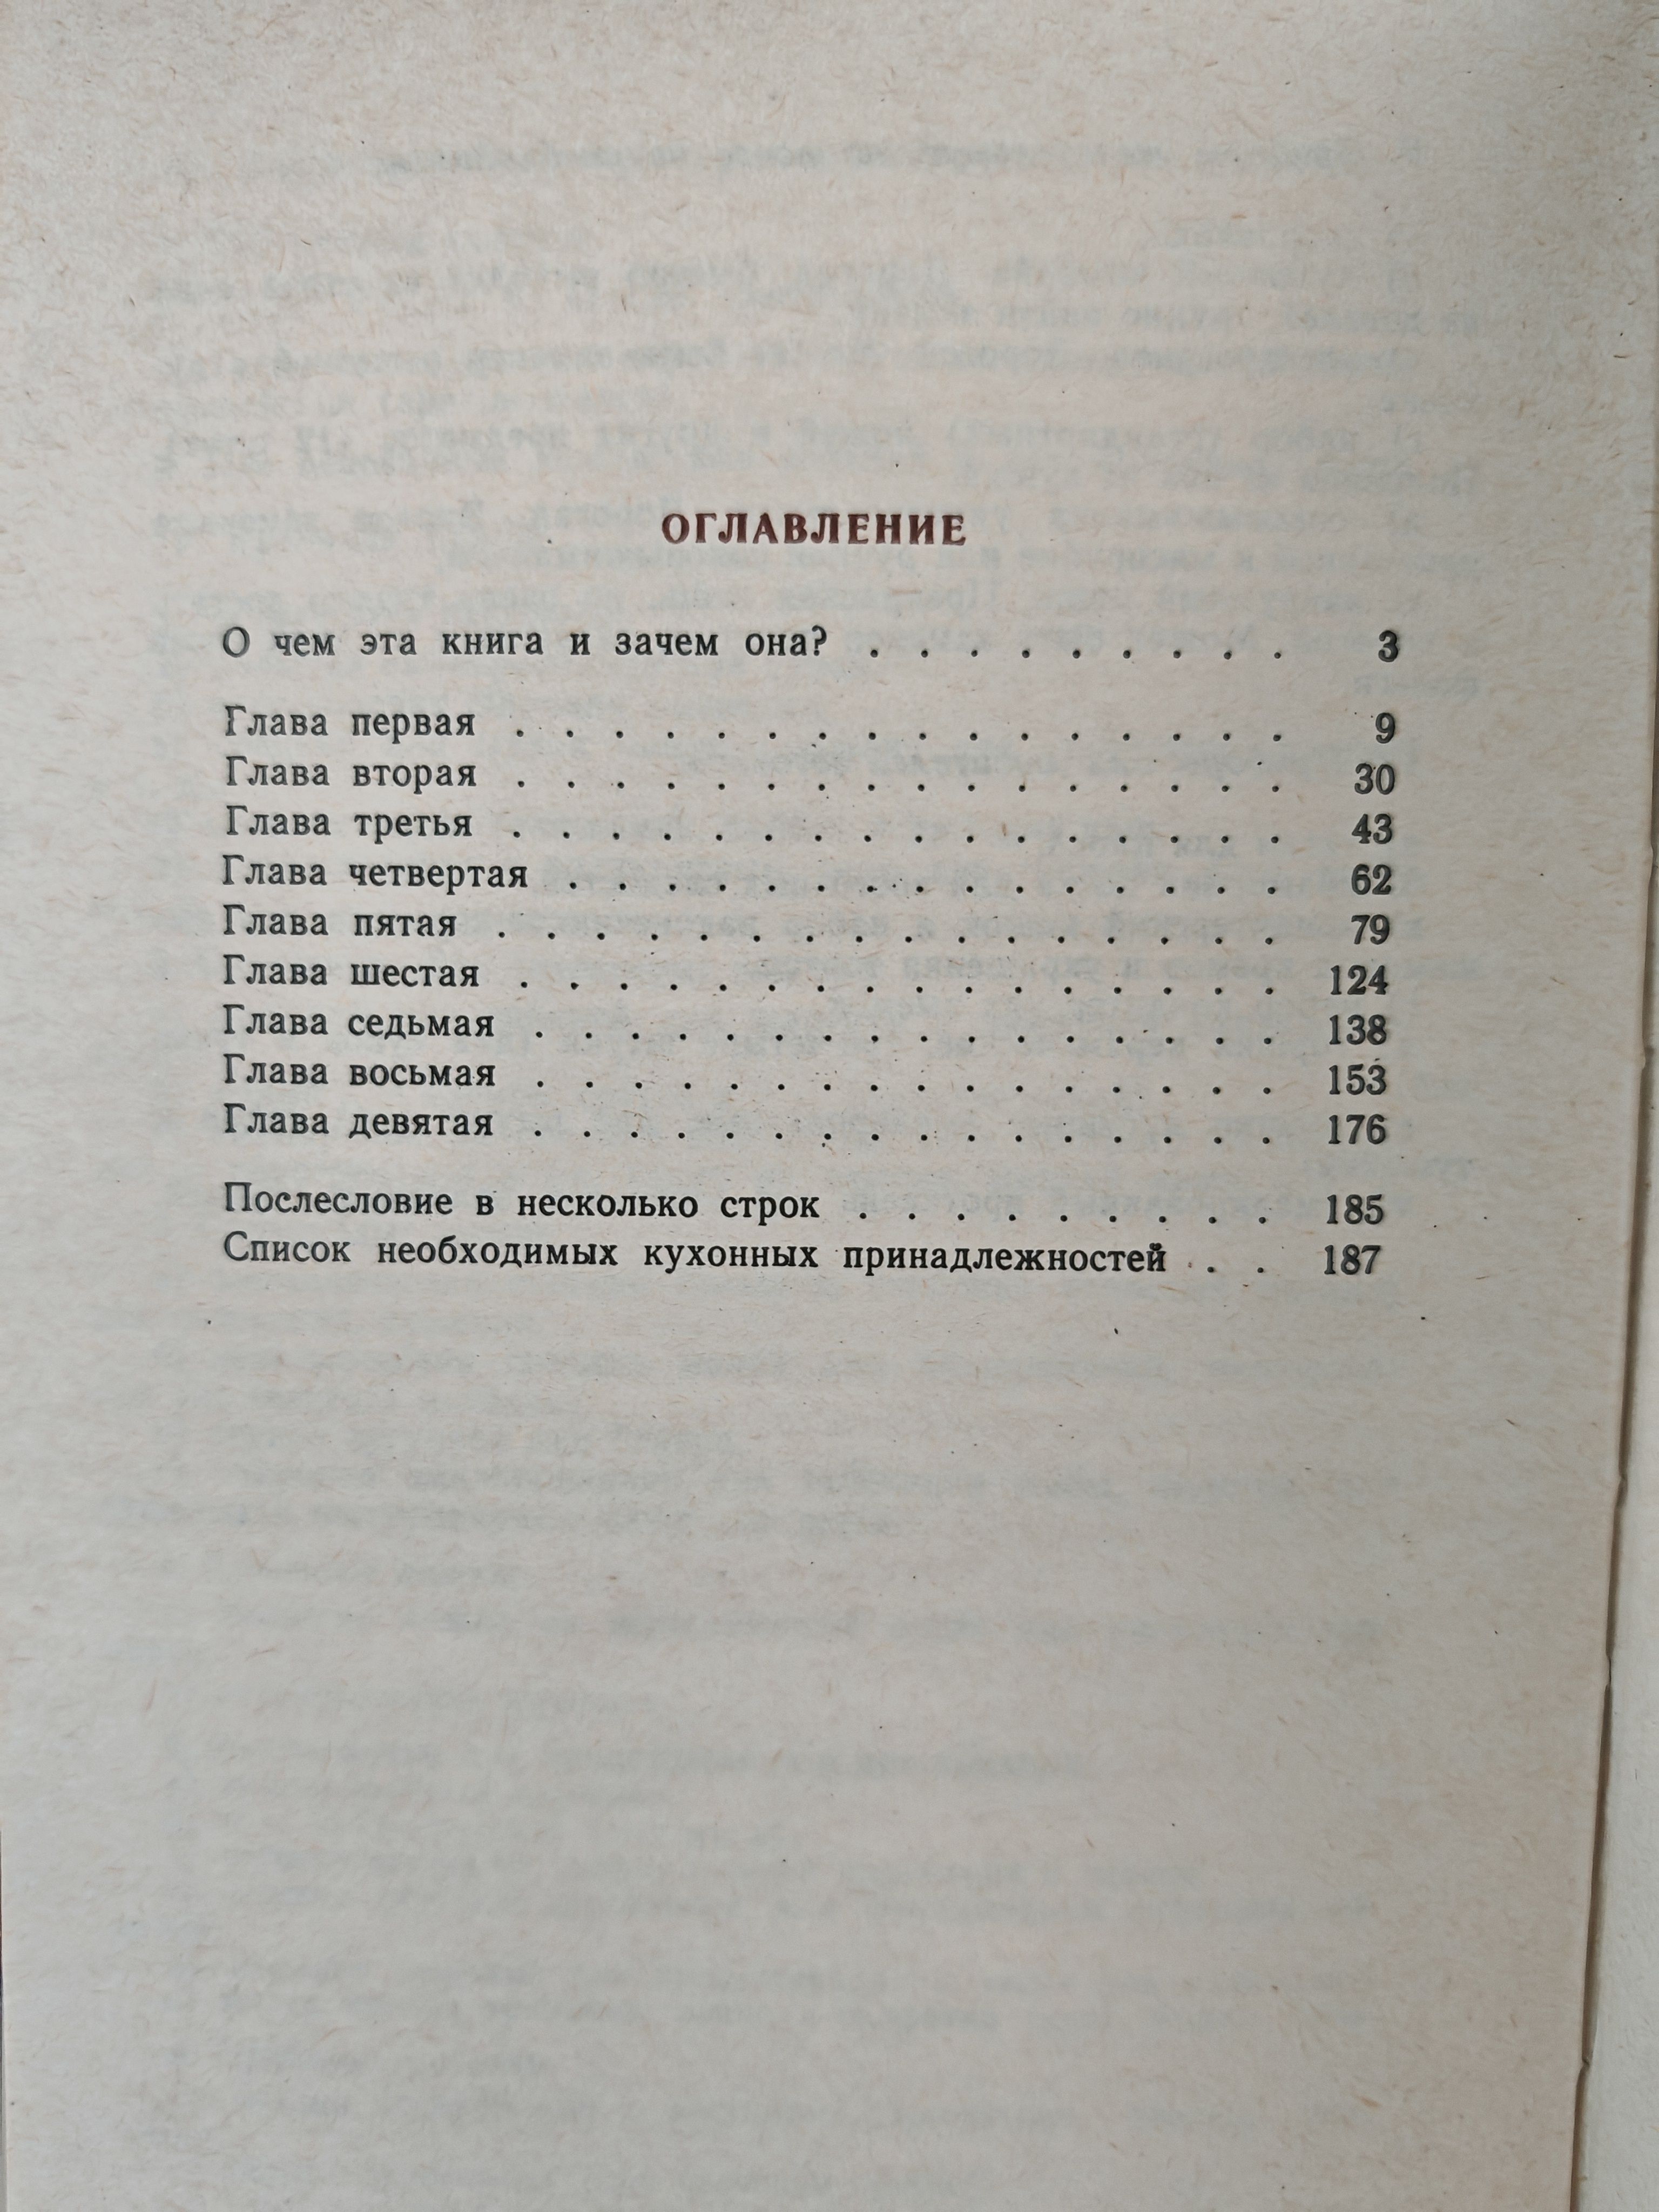 ОГЛАВЛЕНИЕ
О чем эта книга и зачем она? . . . . . . . . . 3
Глава первая . . . . . . . . . . . . . . . . 9
Глава вторая . . . . . . . . . . . . . . . . 30
Глава третья . . . . . . . . . . . . . . . . 43
Глава четвертая . . . . . . . . . . . . . . . 62
Глава пятая . . . . . . . . . . . . . . . . 79
Глава шестая . . . . . . . . . . . . . . . . 124
Глава седьмая . . . . . . . . . . . . . . . . 138
Глава восьмая . . . . . . . . . . . . . . . . 153
Глава девятая . . . . . . . . . . . . . . . . 176
Послесловие в несколько строк . . . . . . . . . 185
Список необходимых кухонных принадлежностей . . 187